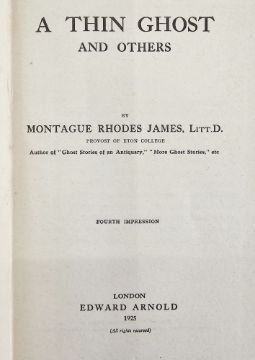 A THIN GHOST
AND OTHERS
BY
MONTAGUE RHODES JAMES, LITT.D.
PROVOST OF ETON COLLEGE
Author of "Ghost Stories of an Antiquary," "More Ghost Stories," etc
FOURTH IMPRESSION
LONDON
EDWARD ARNOLD
1925
(All rights reserved)